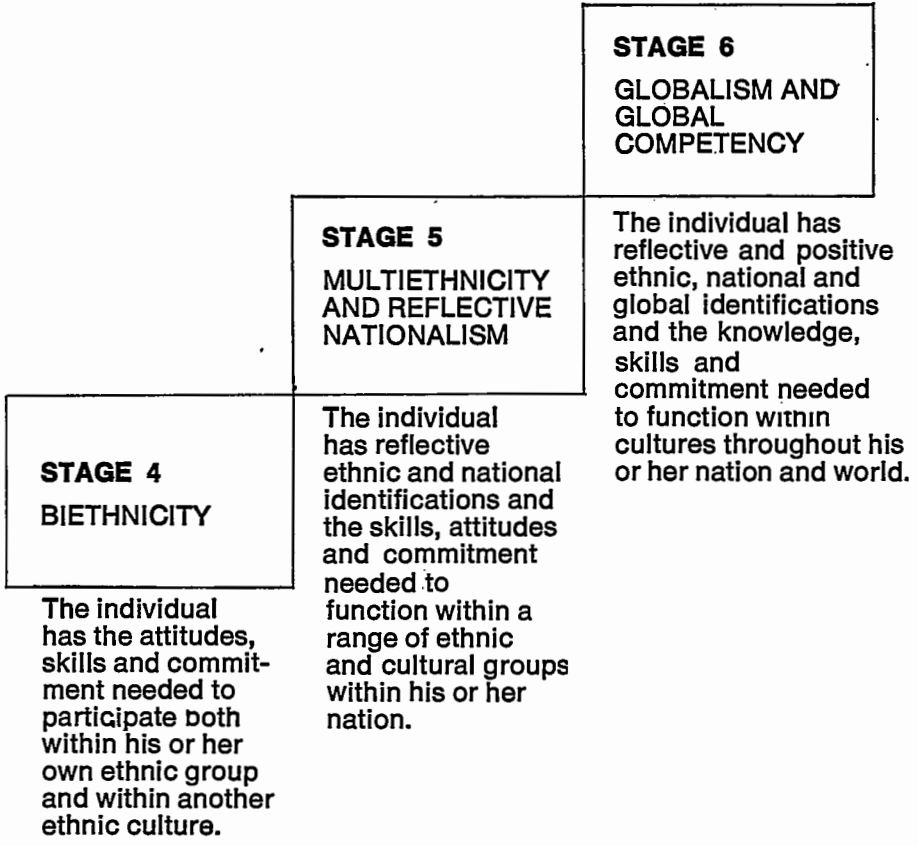 STAGE 6
GLOBALISM AND
GLOBAL
COMPETENCY
The individual has
reflective and positive
ethnic, national and
global identifications
and the knowledge,
skills and
commitment needed
to function within
cultures throughout his
or her nation and world.
STAGE 5
MULTIETHNICITY
AND REFLECTIVE
NATIONALISM
The individual
has reflective
ethnic and national
identifications and
the skills, attitudes
and commitment
needed to
function within a
range of ethnic
and cultural groups
within his or her
nation.
STAGE 4
BIETHNICITY
The individual
has the attitudes,
skills and commit-
ment needed to
participate both
within his or her
own ethnic group
and within another
ethnic culture.